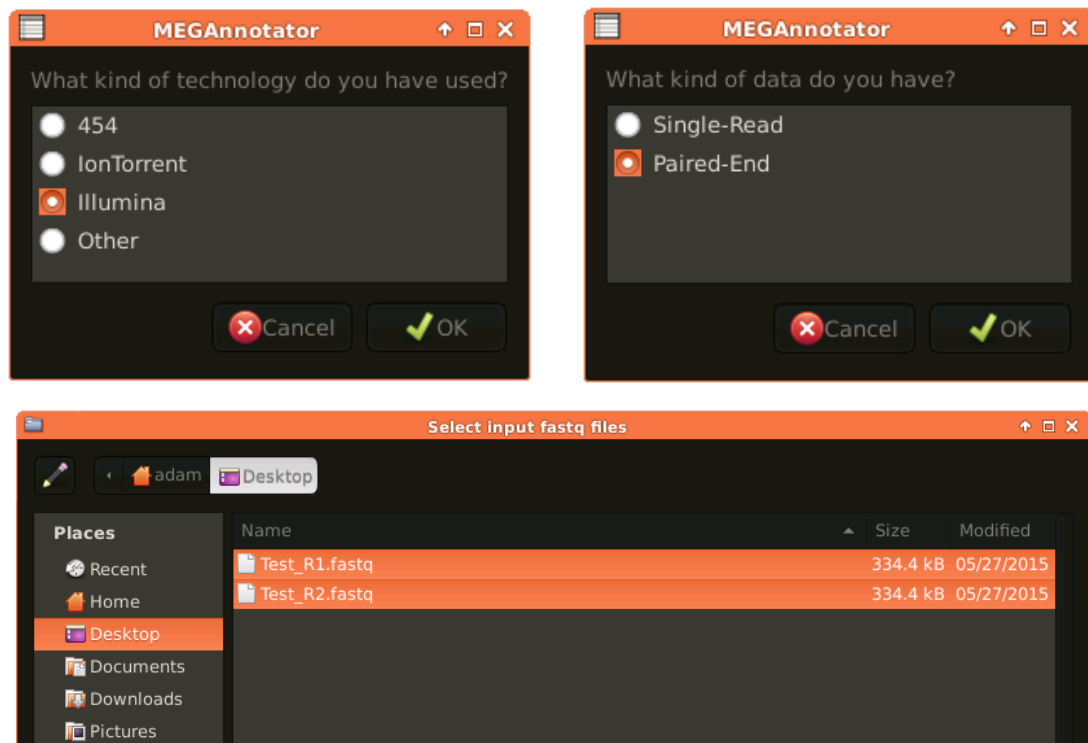 MEGAnnotator
What kind of technology do you have used?
454
IonTorrent
Illumina
Other
Cancel OK
MEGAnnotator
What kind of data do you have?
Single-Read
Paired-End
Cancel OK
Select input fastq files
adam Desktop
Places
Recent
Home
Desktop
Documents
Downloads
Pictures
Name Size Modified
Test_R1.fastq 334.4 kB 05/27/2015
Test_R2.fastq 334.4 kB 05/27/2015